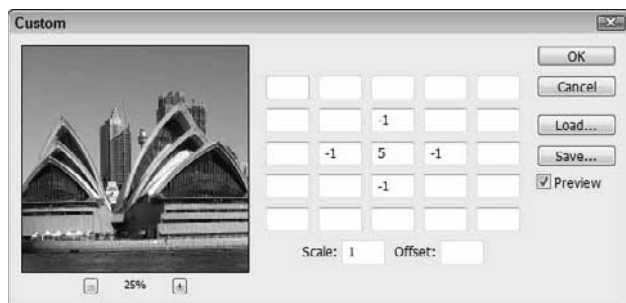 Custom
OK
Cancel
Load...
Save...
Preview
-1
-1 5 -1
-1
Scale: 1 Offset:
25%